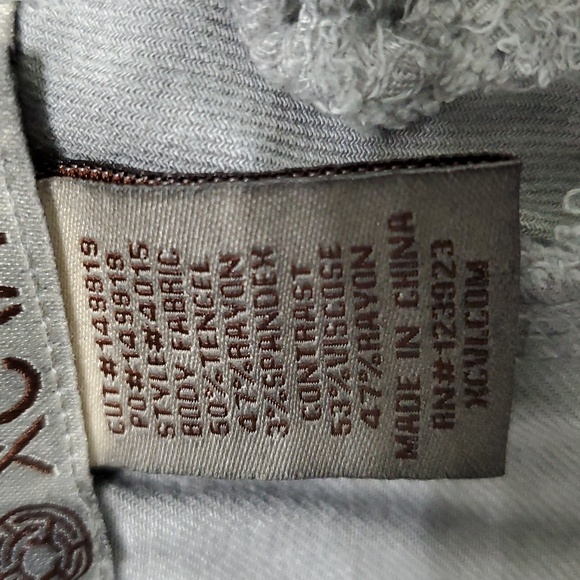 CUT#149919
PO#149919
STYLE#4015
BODY FABRIC
50% TENCEL
47% RAYON
3% SPANDEX
CONTRAST
53% VISCOSE
47% RAYON
MADE IN CHINA
RN#123923
XCVI.COM